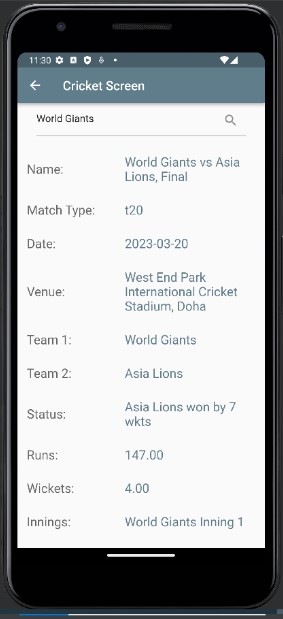 11:30
Cricket Screen
World Giants
Name: World Giants vs Asia
Lions, Final
Match Type: t20
Date: 2023-03-20
Venue: West End Park
International Cricket
Stadium, Doha
Team 1: World Giants
Team 2: Asia Lions
Status: Asia Lions won by 7
wkts
Runs: 147.00
Wickets: 4.00
Innings: World Giants Inning 1